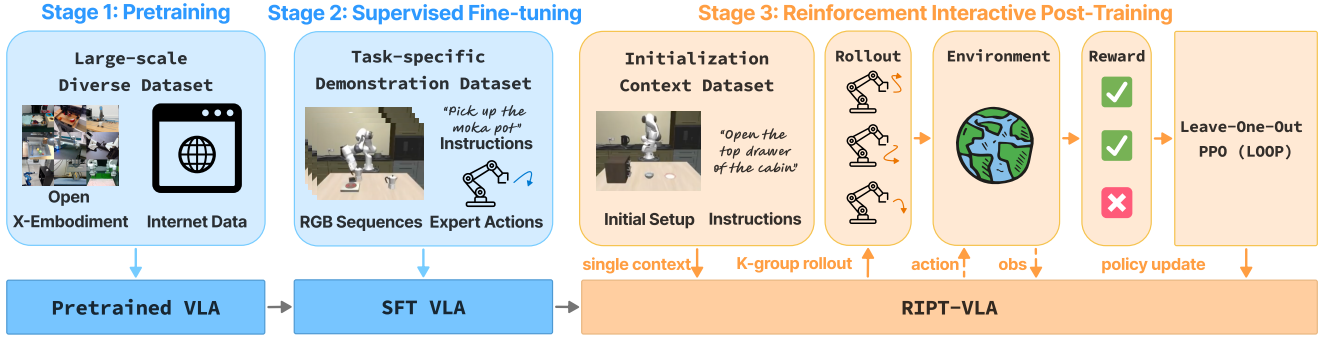 Stage 1: Pretraining
Large-scale
Diverse Dataset
Open
X-Embodiment
Internet Data
Pretrained VLA
Stage 2: Supervised Fine-tuning
Task-specific
Demonstration Dataset
"Pick up the
moka pot"
Instructions
RGB Sequences
Expert Actions
SFT VLA
Stage 3: Reinforcement Interactive Post-Training
Initialization
Context Dataset
"Open the
top drawer
of the cabin"
Initial Setup
Instructions
Rollout
Environment
Reward
Leave-One-Out
PPO (LOOP)
single context
K-group rollout
action
obs
policy update
RIPT-VLA